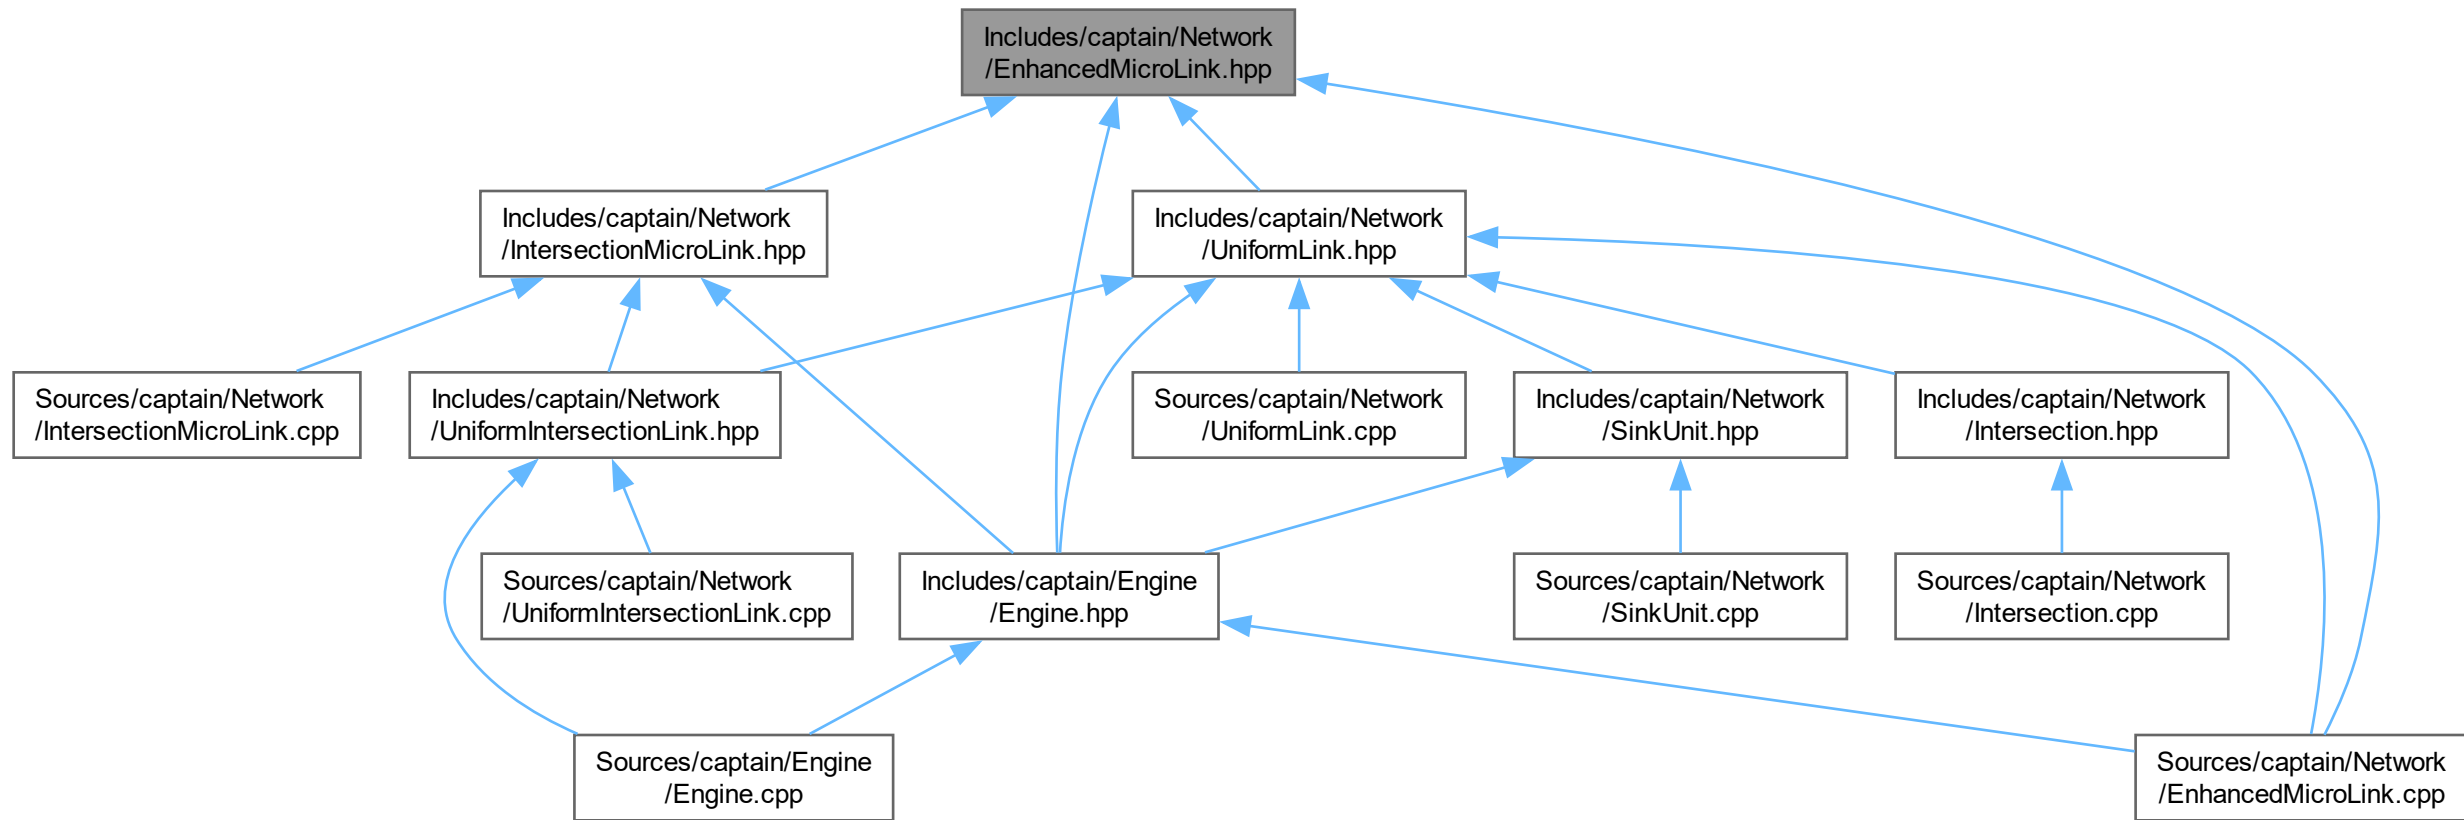 Includes/captain/Network
/EnhancedMicroLink.hpp
Includes/captain/Network
/IntersectionMicroLink.hpp
Includes/captain/Network
/UniformLink.hpp
Sources/captain/Network
/IntersectionMicroLink.cpp
Includes/captain/Network
/UniformIntersectionLink.hpp
Sources/captain/Network
/UniformLink.cpp
Includes/captain/Network
/SinkUnit.hpp
Includes/captain/Network
/Intersection.hpp
Sources/captain/Network
/UniformIntersectionLink.cpp
Includes/captain/Engine
/Engine.hpp
Sources/captain/Network
/SinkUnit.cpp
Sources/captain/Network
/Intersection.cpp
Sources/captain/Engine
/Engine.cpp
Sources/captain/Network
/EnhancedMicroLink.cpp